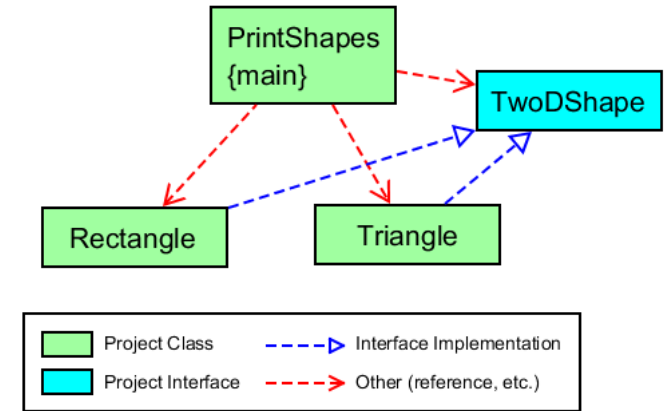 PrintShapes
{main}
TwoDShape
Rectangle
Triangle
Project Class
Interface Implementation
Project Interface
Other (reference, etc.)